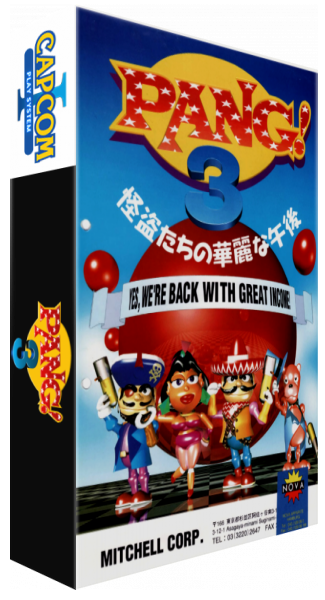 CAPCOM
PLAY SYSTEM
I
PANG!
3
PANG!
3
怪盗たちの華麗な午後
YES, WE'RE BACK WITH GREAT INCOME!
NOVA
MITCHELL CORP.
TEL: 03(3220)2647 FAX